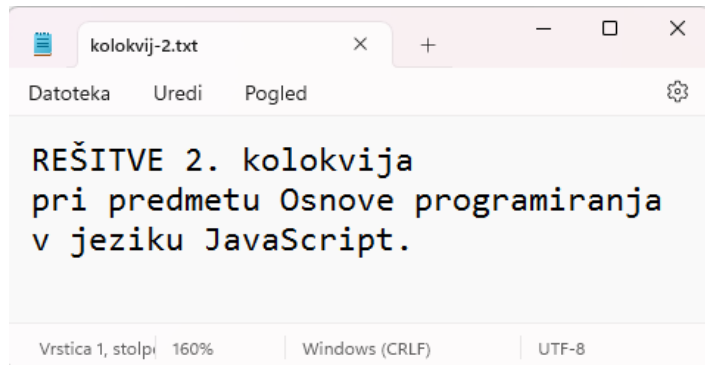 kolokvij-2.txt
Datoteka Uredi Pogled
REŠITVE 2. kolokvija
pri predmetu Osnove programiranja
v jeziku JavaScript.
Vrstica 1, 160% Windows (CRLF) UTF-8